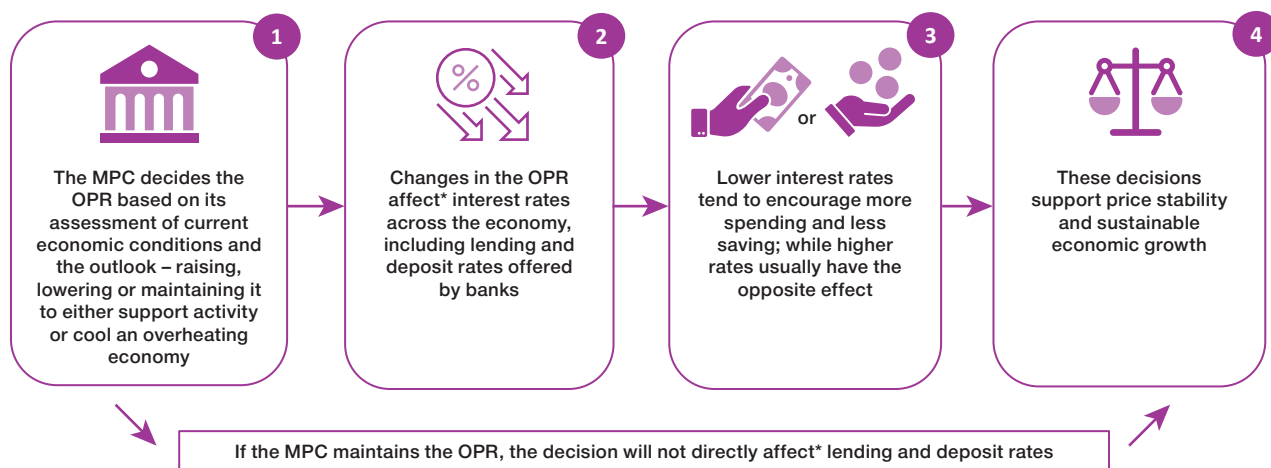 1
The MPC decides the
OPR based on its
assessment of current
economic conditions and
the outlook – raising,
lowering or maintaining it
to either support activity
or cool an overheating
economy
2
%
Changes in the OPR
affect* interest rates
across the economy,
including lending and
deposit rates offered
by banks
3
or
Lower interest rates
tend to encourage more
spending and less
saving; while higher
rates usually have the
opposite effect
4
These decisions
support price stability
and sustainable
economic growth
If the MPC maintains the OPR, the decision will not directly affect* lending and deposit rates